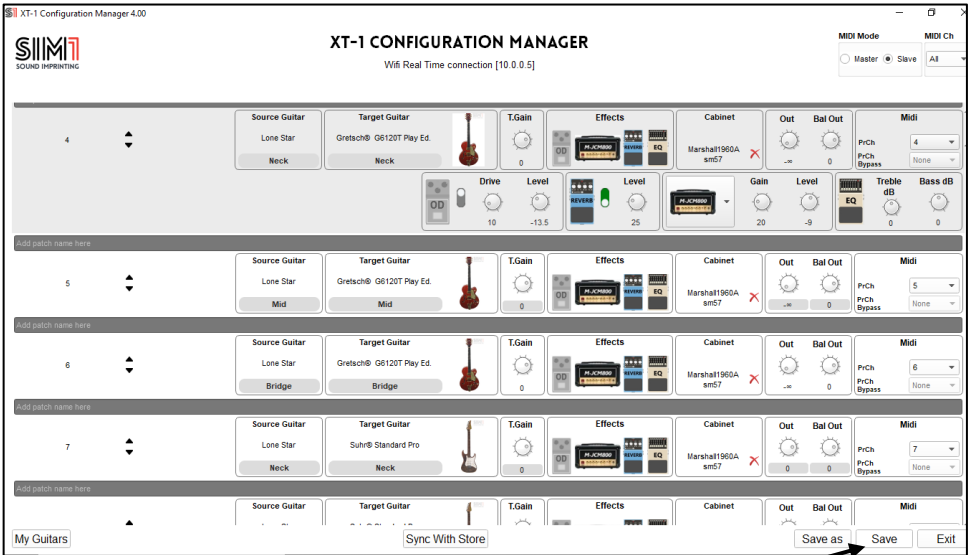 XT-1 Configuration Manager 4.00
SIM1
SOUND IMPRINTING
XT-1 CONFIGURATION MANAGER
Wifi Real Time connection [10.0.0.5]
MIDI Mode MIDI Ch
Master Slave All
Source Guitar Target Guitar T.Gain Effects Cabinet Out Bal Out Midi
4 Lone Star Gretsch® G6120T Play Ed. OD M-JCM800 REVERB EQ Marshall1960A sm57 PrCh 4
Neck Neck 0 -∞ 0 PrCh Bypass None
Drive Level Level Gain Level Treble dB Bass dB
OD REVERB M-JCM800 EQ
10 -13.5 25 20 -9 0 0
Add patch name here
Source Guitar Target Guitar T.Gain Effects Cabinet Out Bal Out Midi
5 Lone Star Gretsch® G6120T Play Ed. OD M-JCM800 REVERB EQ Marshall1960A sm57 PrCh 5
Mid Mid 0 -∞ 0 PrCh Bypass None
Add patch name here
Source Guitar Target Guitar T.Gain Effects Cabinet Out Bal Out Midi
6 Lone Star Gretsch® G6120T Play Ed. OD M-JCM800 REVERB EQ Marshall1960A sm57 PrCh 6
Bridge Bridge 0 -∞ 0 PrCh Bypass None
Add patch name here
Source Guitar Target Guitar T.Gain Effects Cabinet Out Bal Out Midi
7 Lone Star Suhr® Standard Pro OD M-JCM800 REVERB EQ Marshall1960A sm57 PrCh 7
Neck Neck 0 0 0 PrCh Bypass None
Add patch name here
Source Guitar Target Guitar T.Gain Effects Cabinet Out Bal Out Midi
My Guitars Sync With Store Save as Save Exit